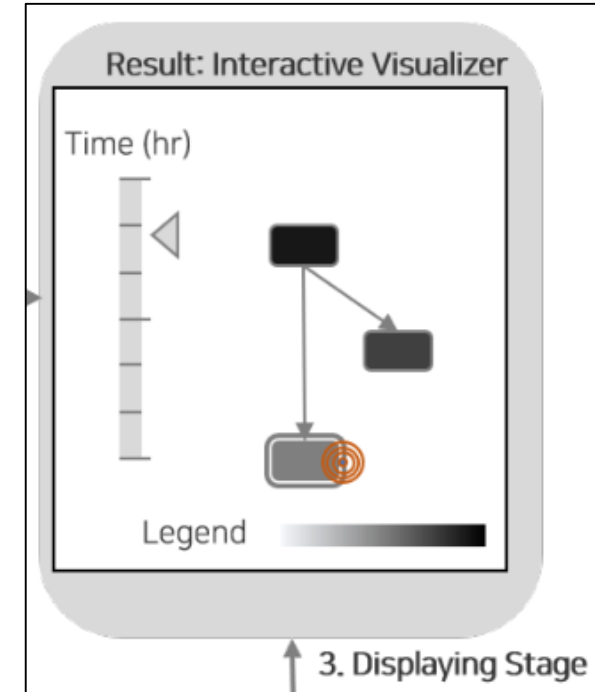 Result: Interactive Visualizer
Time (hr)
Legend
3. Displaying Stage